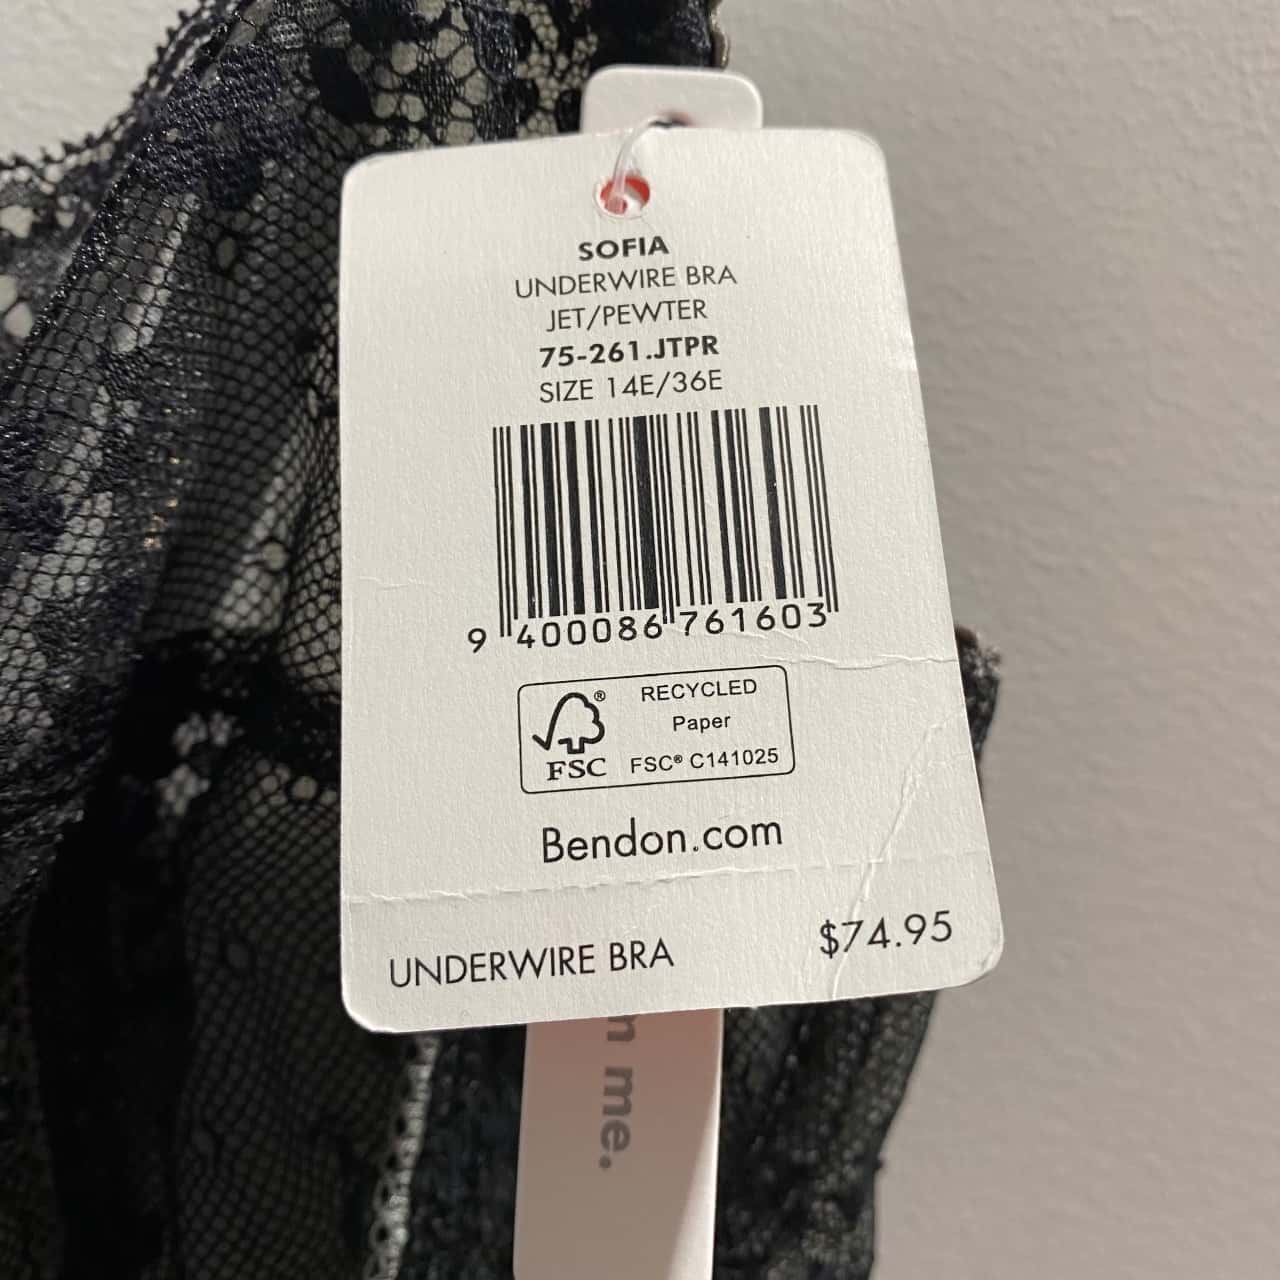 SOFIA
UNDERWIRE BRA
JET/PEWTER
75-261.JTPR
SIZE 14E/36E
9 400086 761603
® RECYCLED
Paper
FSC FSC® C141025
Bendon.com
UNDERWIRE BRA $74.95
me.